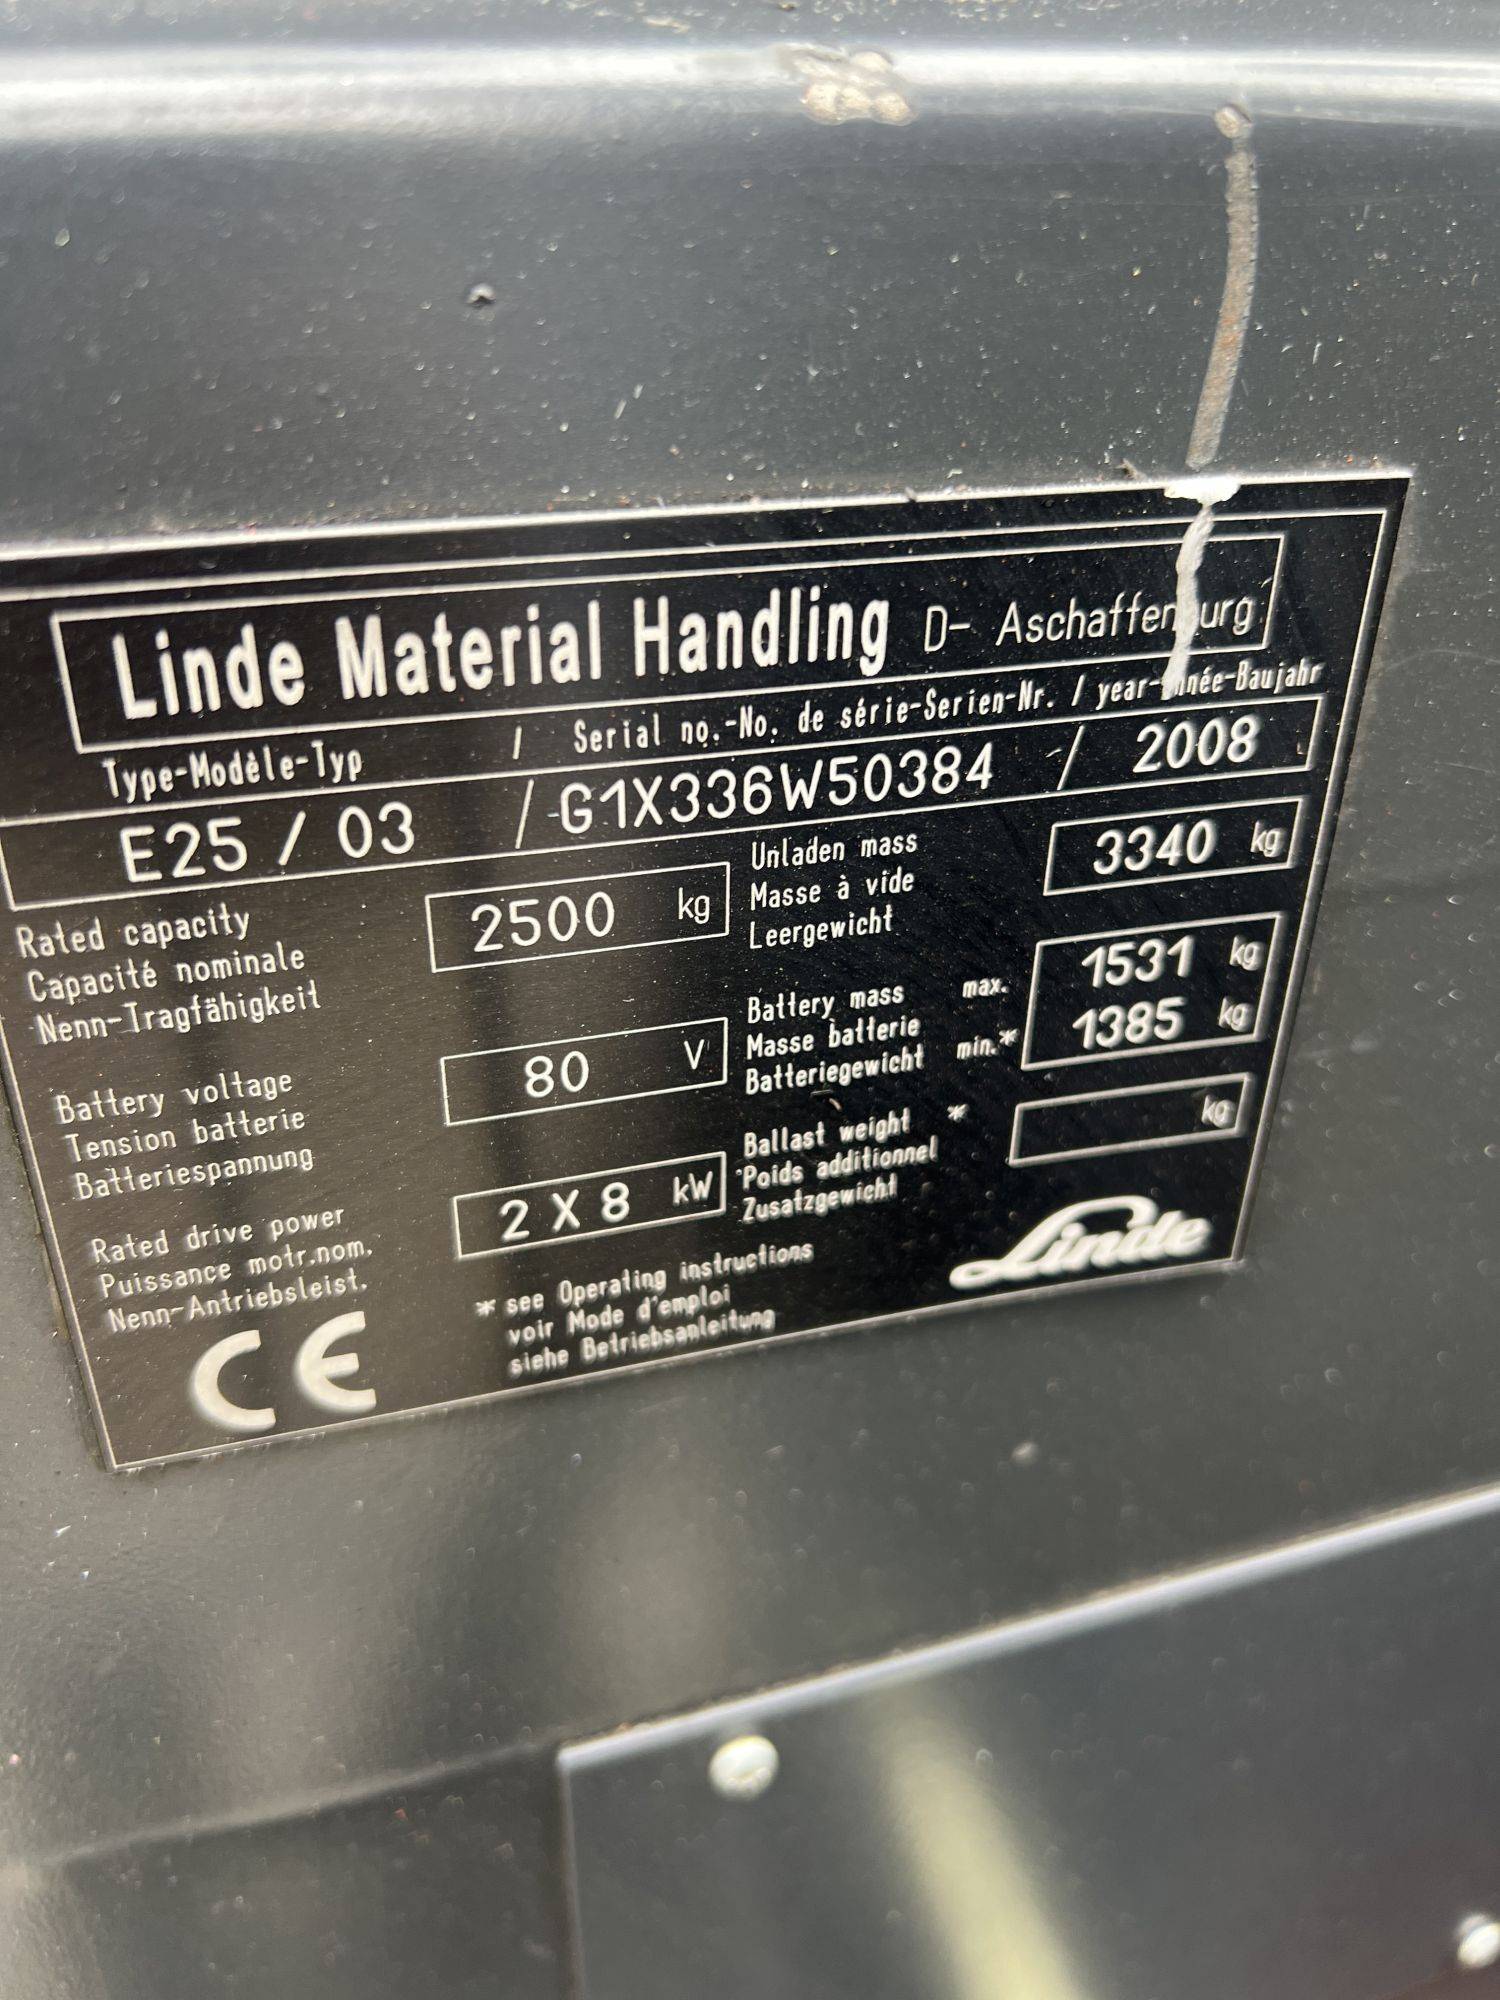 Linde Material Handling D- Aschaffenburg
Type-Modèle-Typ / Serial no.-No. de série-Serien-Nr. / year-Année-Baujahr
E25 / 03 / G1X336W50384 / 2008
Rated capacity
Capacité nominale
Nenn-Tragfähigkeit
2500 kg
Unladen mass
Masse à vide
Leergewicht
3340 kg
Battery voltage
Tension batterie
Batteriespannung
80 V
Battery mass max.
Masse batterie
Batteriegewicht min.*
1531 kg
1385 kg
Rated drive power
Puissance motr.nom.
Nenn-Antriebsleist.
2 X 8 kW
Ballast weight *
Poids additionnel
Zusatzgewicht
kg
CE
* see Operating instructions
voir Mode d'emploi
siehe Betriebsanleitung
Linde